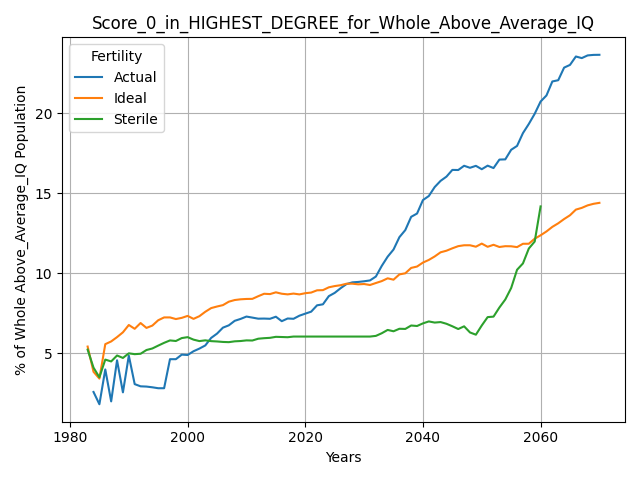 Score_0_in_HIGHEST_DEGREE_for_Whole_Above_Average_IQ
Fertility
Actual
Ideal
Sterile
% of Whole Above_Average_IQ Population
20
15
10
5
1980
2000
2020
2040
2060
Years